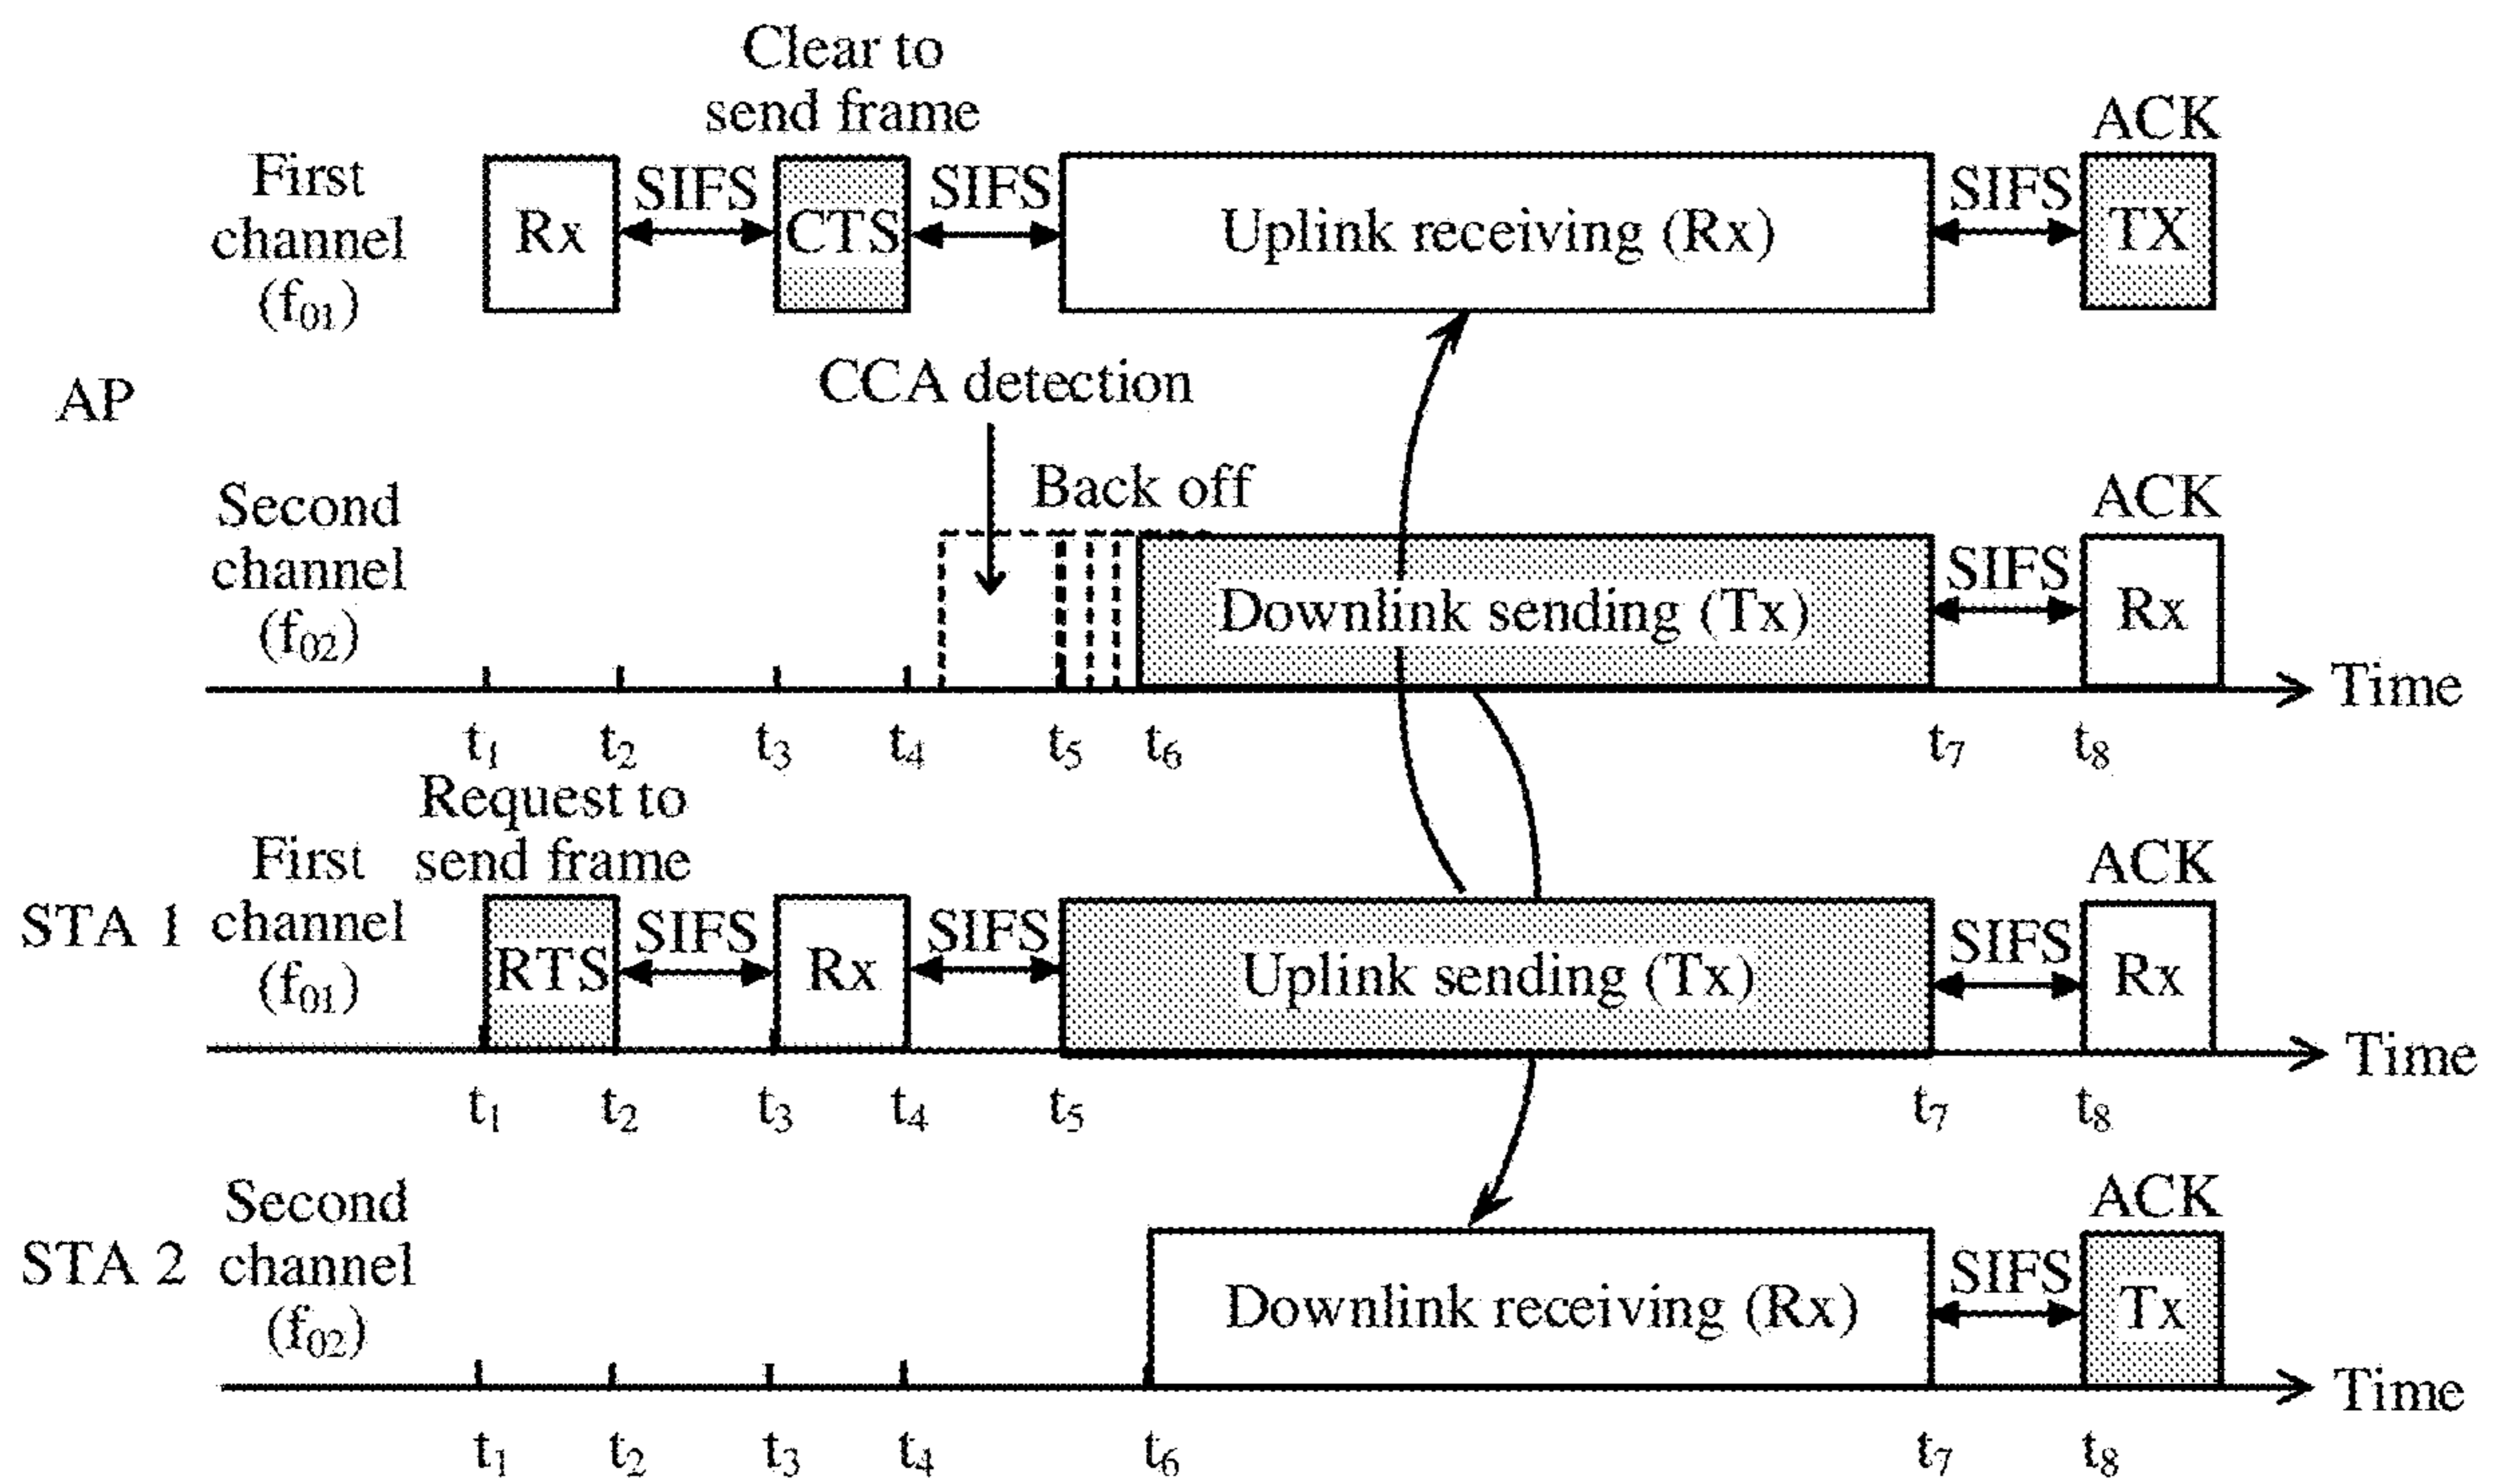 Clear to
send frame
First
channel
(f01)
Rx
SIFS
CTS
SIFS
Uplink receiving (Rx)
SIFS
ACK
TX
AP
CCA detection
Back off
Second
channel
(f02)
Downlink sending (Tx)
SIFS
ACK
Rx
Time
t1 t2 t3 t4 t5 t6 t7 t8
Request to
send frame
STA 1
First
channel
(f01)
RTS
SIFS
Rx
SIFS
Uplink sending (Tx)
SIFS
ACK
Rx
Time
t1 t2 t3 t4 t5 t7 t8
STA 2
Second
channel
(f02)
Downlink receiving (Rx)
SIFS
ACK
Tx
Time
t1 t2 t3 t4 t6 t7 t8